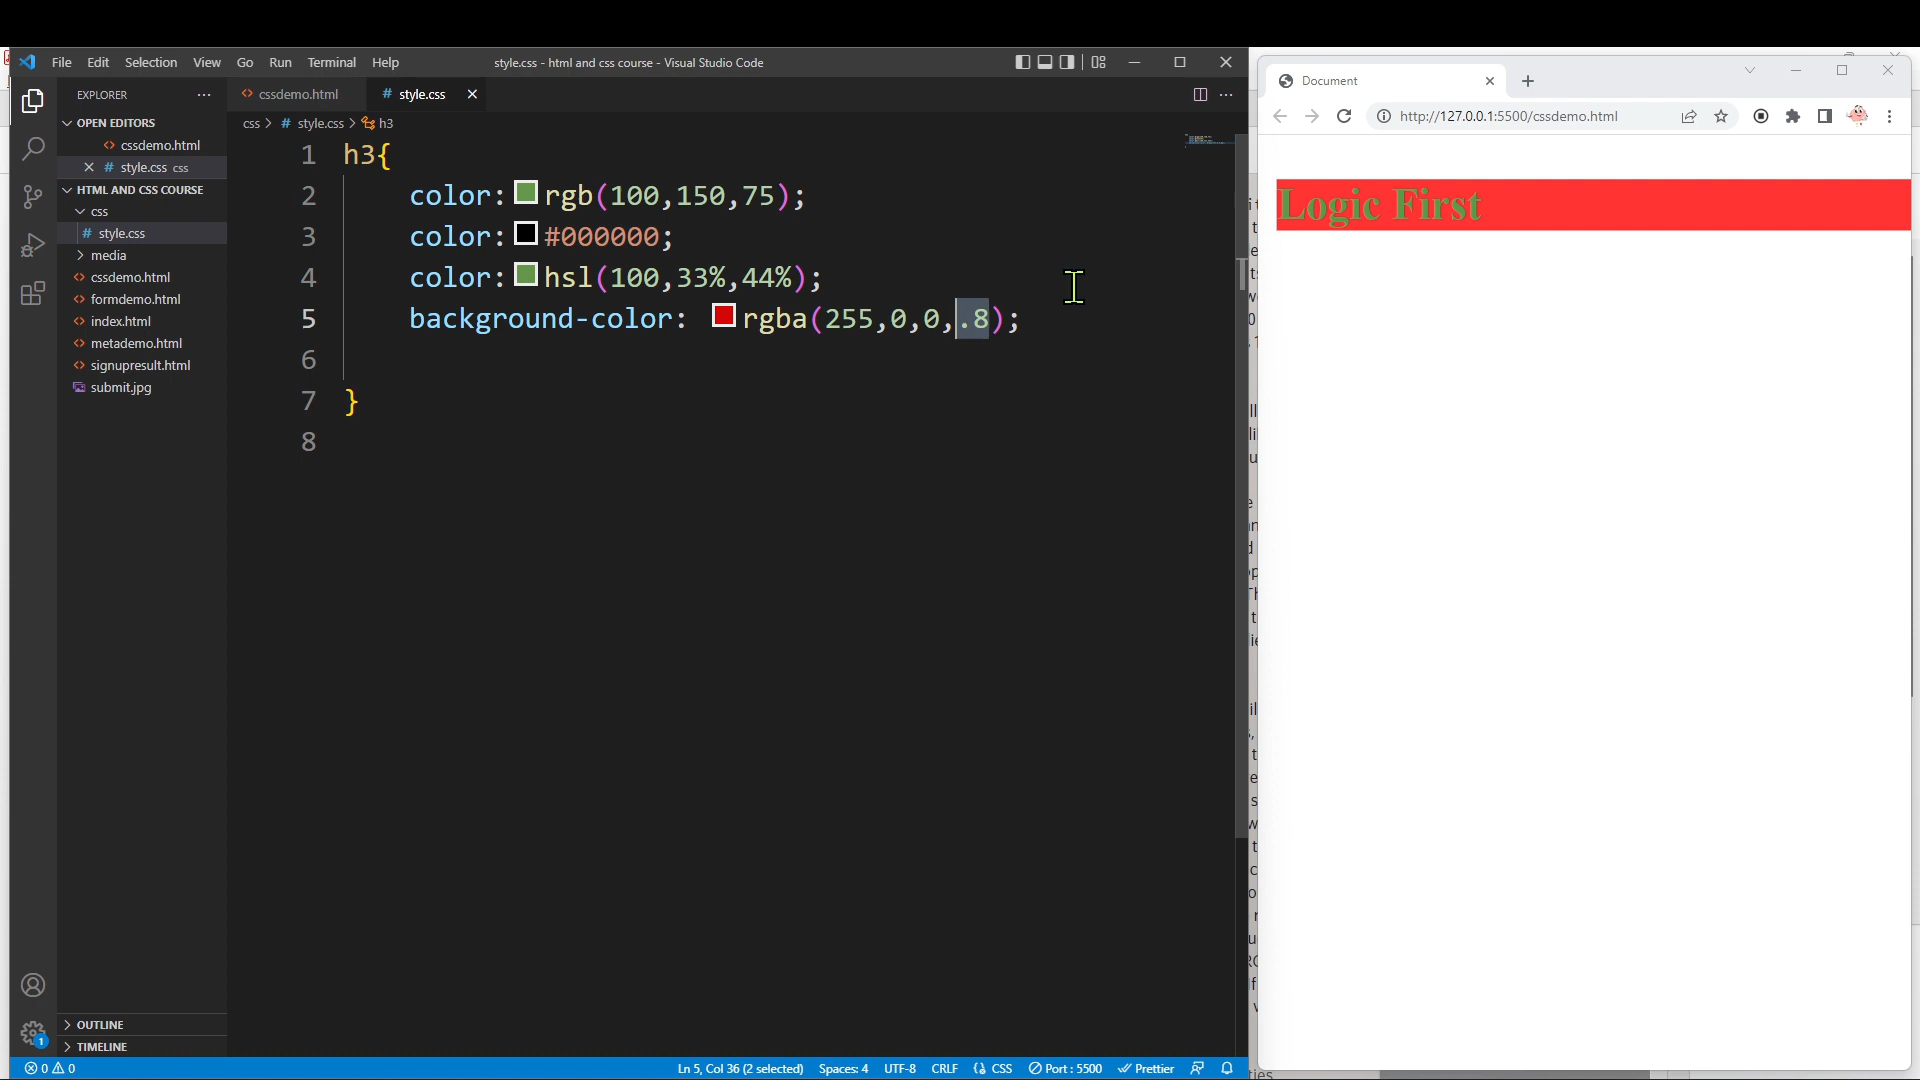 File Edit Selection View Go Run Terminal Help
style.css - html and css course - Visual Studio Code
EXPLORER
OPEN EDITORS
cssdemo.html
style.css css
HTML AND CSS COURSE
css
style.css
media
cssdemo.html
formdemo.html
index.html
metademo.html
signupresult.html
submit.jpg
OUTLINE
TIMELINE
cssdemo.html
style.css
css > style.css > h3
1 h3{
2 color:rgb(100,150,75);
3 color:#000000;
4 color:hsl(100,33%,44%);
5 background-color: rgba(255,0,0,.8);
6
7 }
8
0 0
Ln 5, Col 36 (2 selected) Spaces: 4 UTF-8 CRLF CSS Port : 5500 Prettier
1
Document
http://127.0.0.1:5500/cssdemo.html
Logic First